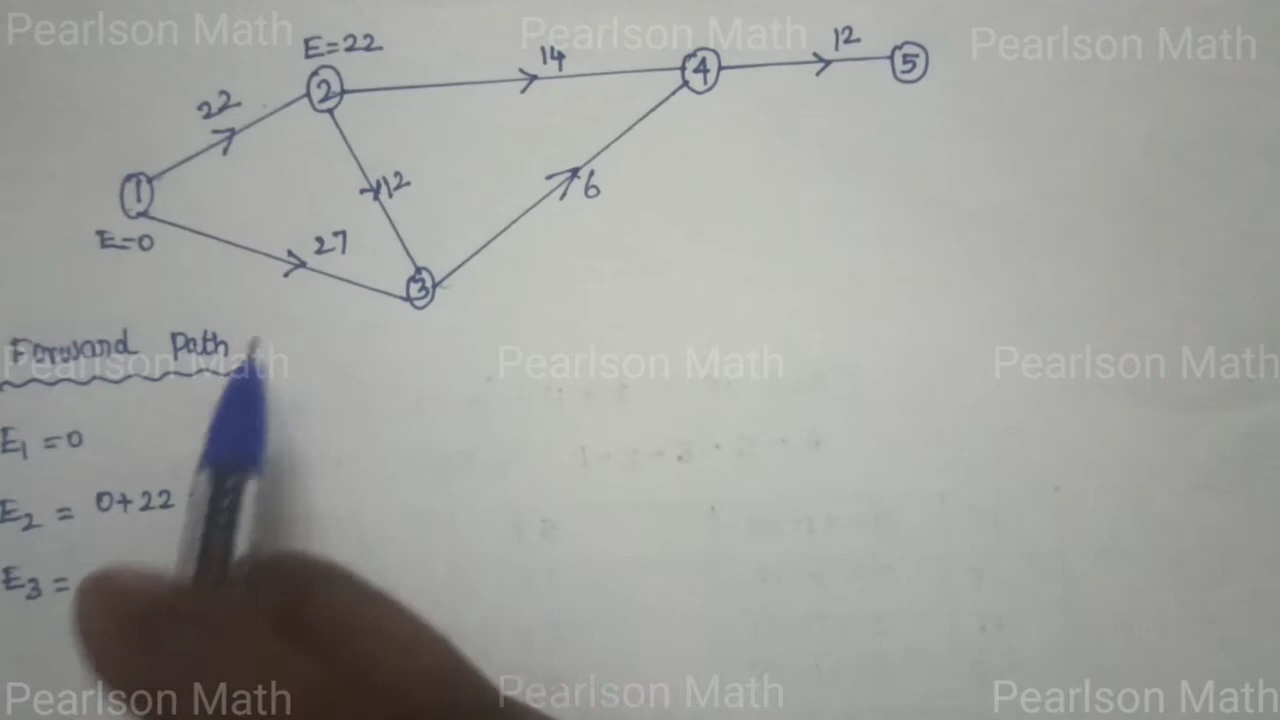 Pearlson Math
Pearlson Math
Pearlson Math
E=22
14
12
2
4
5
22
1
12
6
E=0
27
3
Forward Path
Pearlson Math
Pearlson Math
Pearlson Math
E1 = 0
E2 = 0+22
E3 =
Pearlson Math
Pearlson Math
Pearlson Math